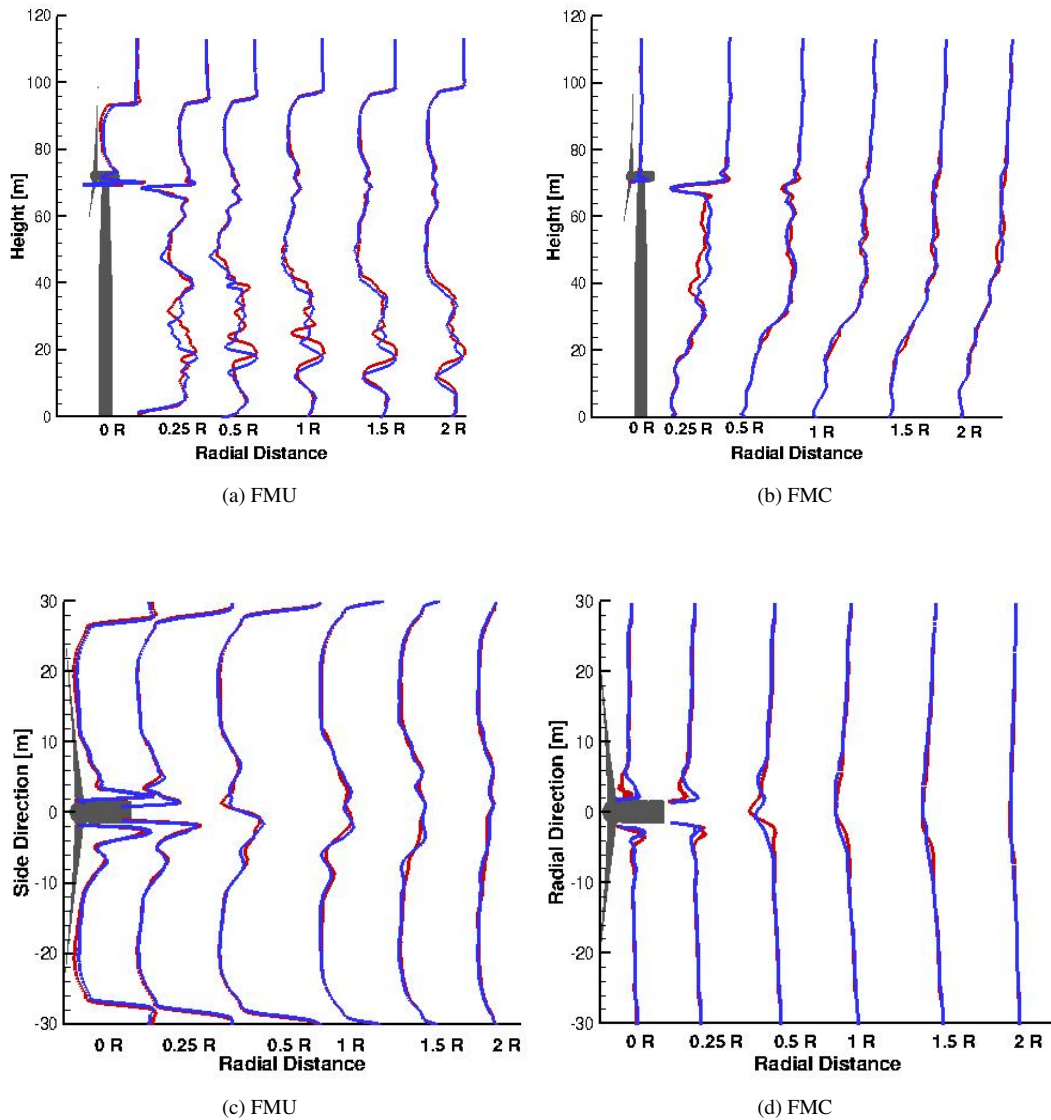 120
100
80
60
40
20
0
Height [m]
0 R 0.25 R 0.5 R 1 R 1.5 R 2 R
Radial Distance
(a) FMU
120
100
80
60
40
20
0
Height [m]
0 R 0.25 R 0.5 R 1 R 1.5 R 2 R
Radial Distance
(b) FMC
30
20
10
0
-10
-20
-30
Side Direction [m]
0 R 0.25 R 0.5 R 1 R 1.5 R 2 R
Radial Distance
(c) FMU
30
20
10
0
-10
-20
-30
Radial Direction [m]
0 R 0.25 R 0.5 R 1 R 1.5 R 2 R
Radial Distance
(d) FMC